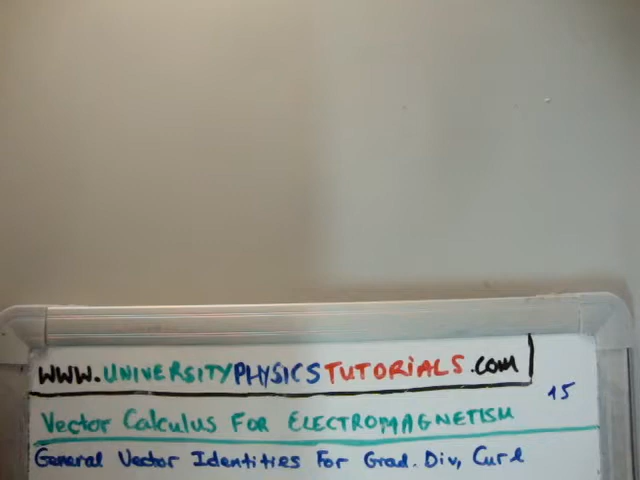 WWW.UNIVERSITYPHYSICSTUTORIALS.COM
15
Vector Calculus FOR ELECTROMAGNETISM
General Vector Identities For Grad. Div, Curl